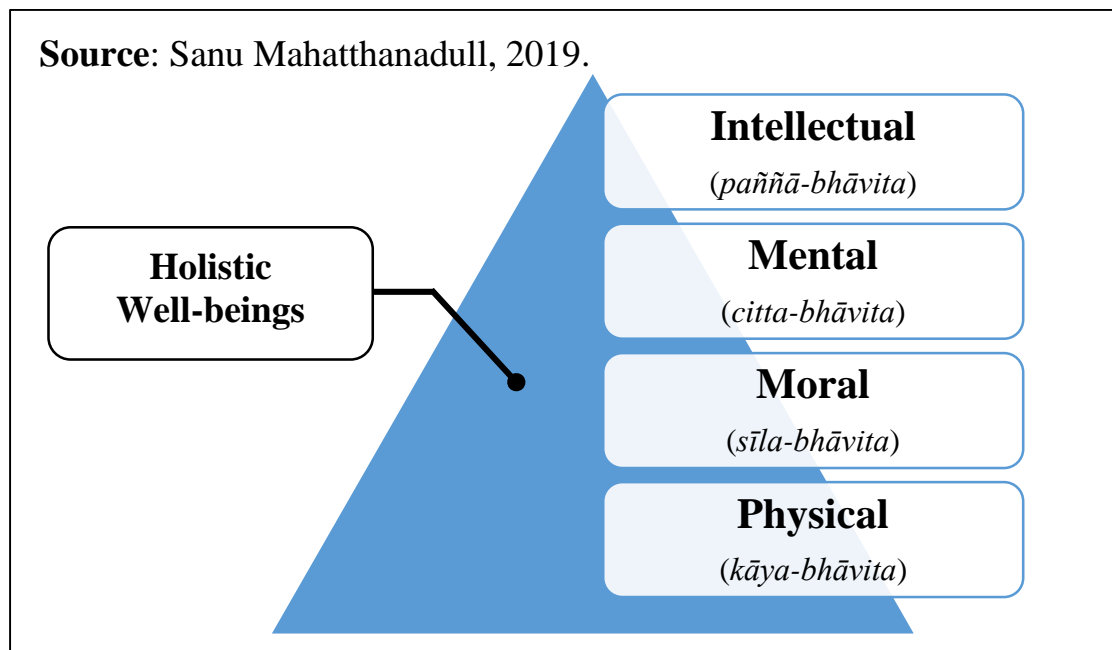 Source: Sanu Mahatthanadull, 2019.
Intellectual
(paññā-bhāvita)
Holistic
Well-beings
Mental
(citta-bhāvita)
Moral
(sīla-bhāvita)
Physical
(kāya-bhāvita)